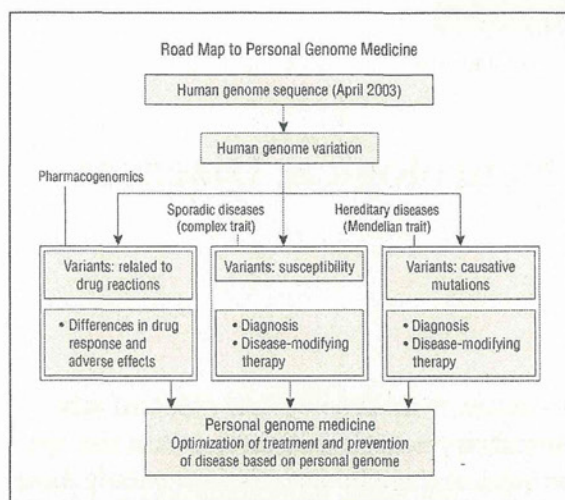 Road Map to Personal Genome Medicine
Human genome sequence (April 2003)
Human genome variation
Pharmacogenomics
Sporadic diseases
(complex trait)
Hereditary diseases
(Mendelian trait)
Variants: related to
drug reactions
• Differences in drug
response and
adverse effects
Variants: susceptibility
• Diagnosis
• Disease-modifying
therapy
Variants: causative
mutations
• Diagnosis
• Disease-modifying
therapy
Personal genome medicine
Optimization of treatment and prevention
of disease based on personal genome